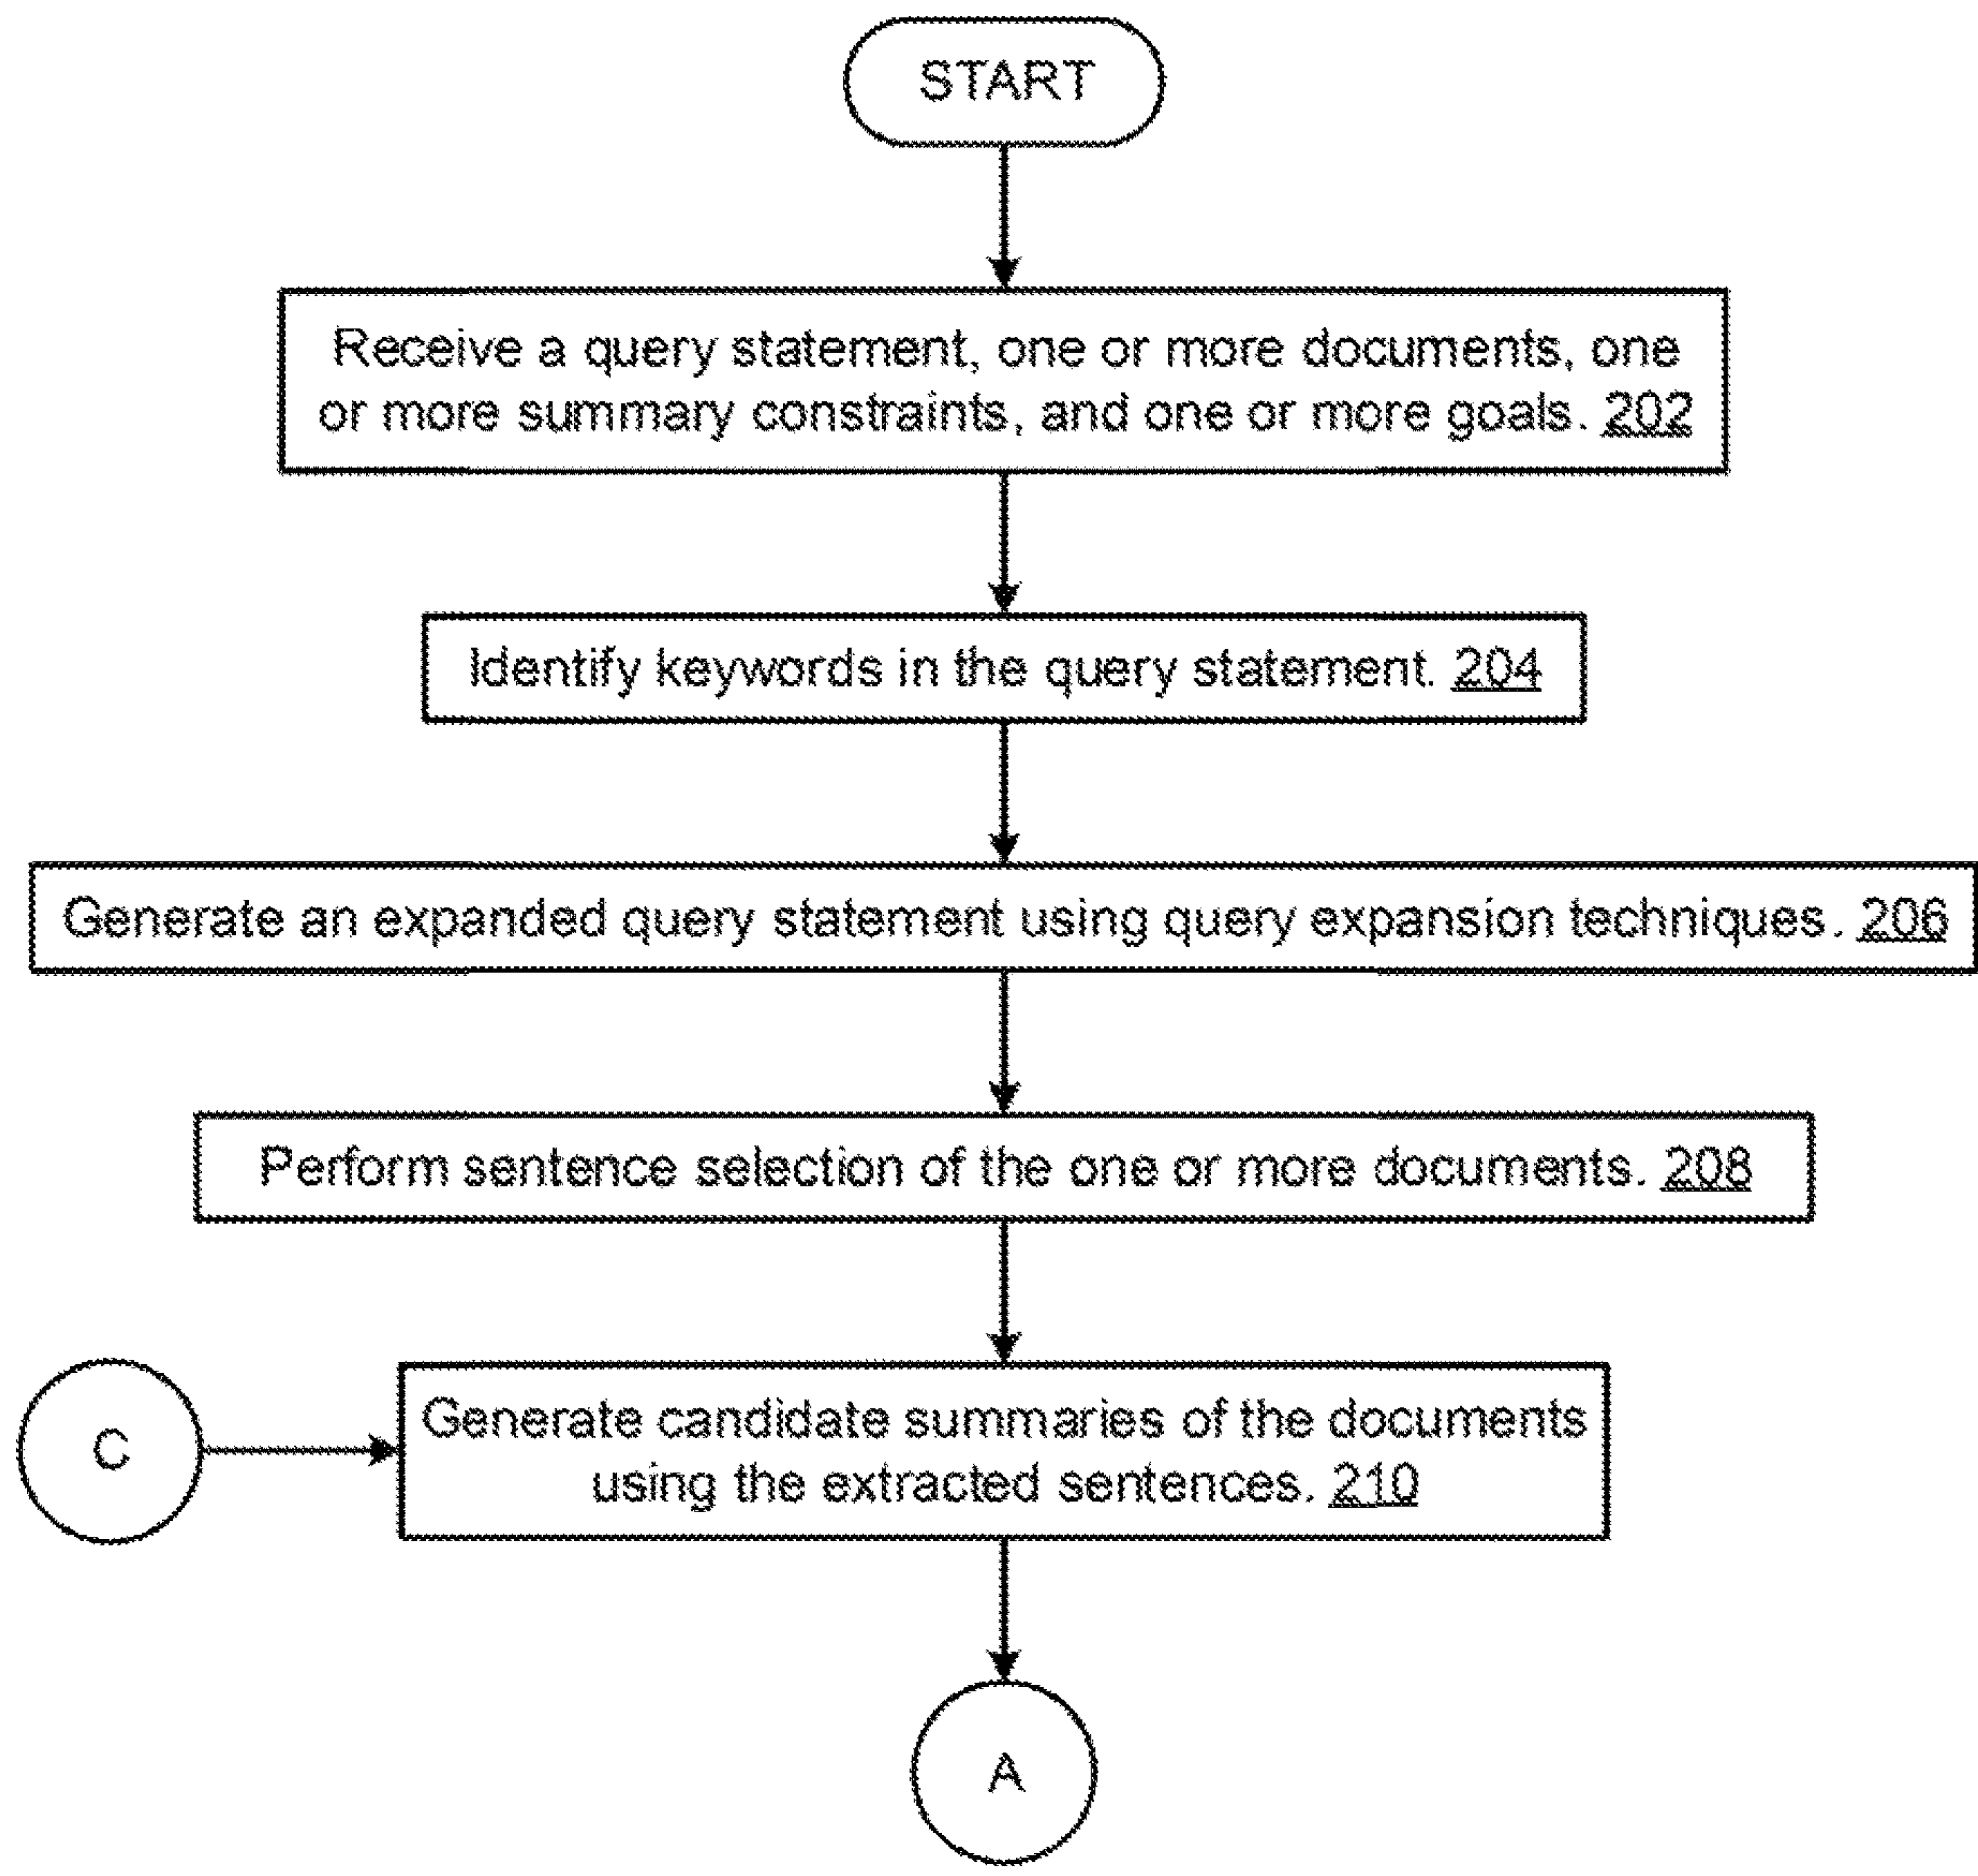 START
Receive a query statement, one or more documents, one
or more summary constraints, and one or more goals. 202
Identify keywords in the query statement. 204
Generate an expanded query statement using query expansion techniques. 206
Perform sentence selection of the one or more documents. 208
C
Generate candidate summaries of the documents
using the extracted sentences. 210
A